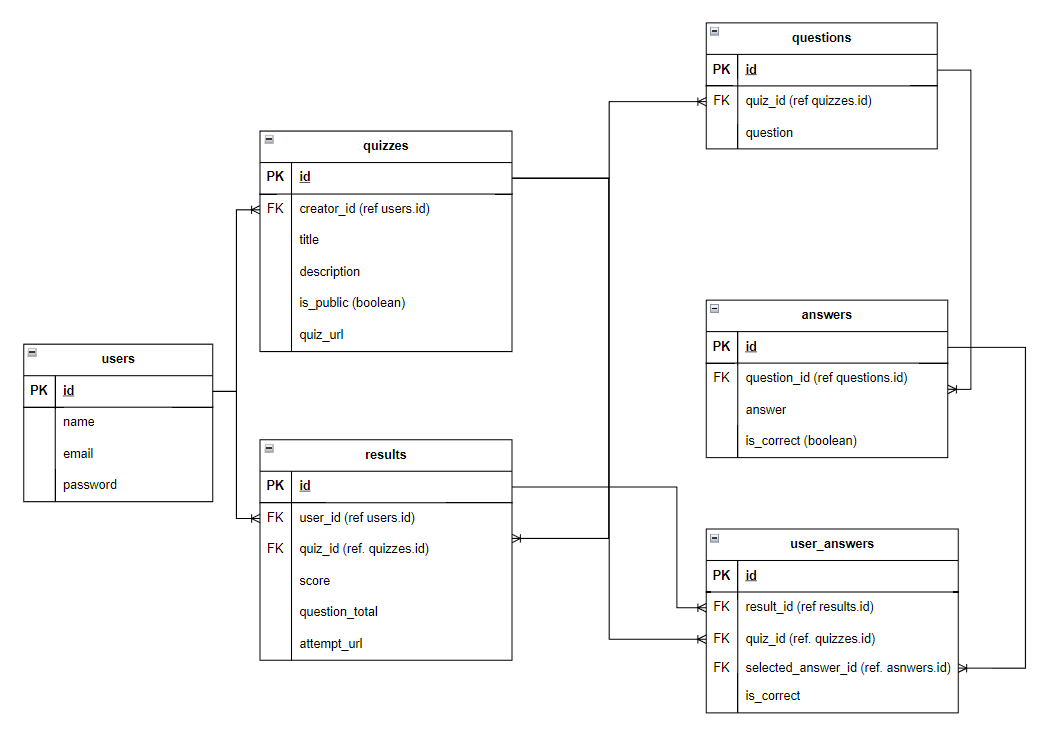 users
PK id
name
email
password
quizzes
PK id
FK creator_id (ref users.id)
title
description
is_public (boolean)
quiz_url
results
PK id
FK user_id (ref users.id)
FK quiz_id (ref. quizzes.id)
score
question_total
attempt_url
questions
PK id
FK quiz_id (ref quizzes.id)
question
answers
PK id
FK question_id (ref questions.id)
answer
is_correct (boolean)
user_answers
PK id
FK result_id (ref results.id)
FK quiz_id (ref. quizzes.id)
FK selected_answer_id (ref. asnwers.id)
is_correct